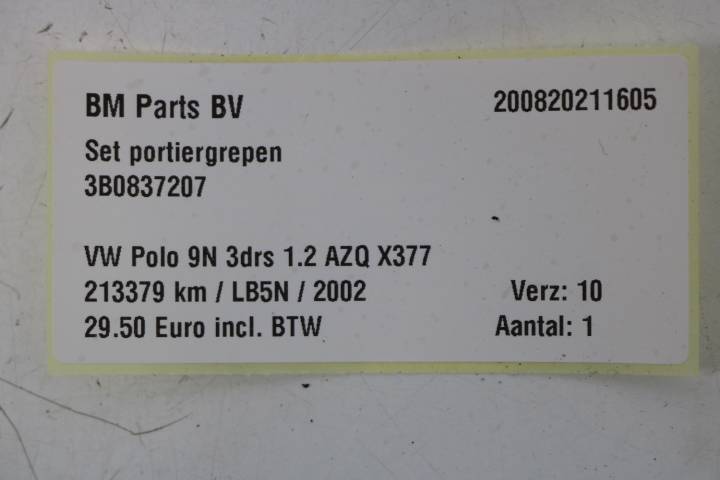 BM Parts BV 200820211605
Set portiergrepen
3B0837207
VW Polo 9N 3drs 1.2 AZQ X377
213379 km / LB5N / 2002 Verz: 10
29.50 Euro incl. BTW Aantal: 1